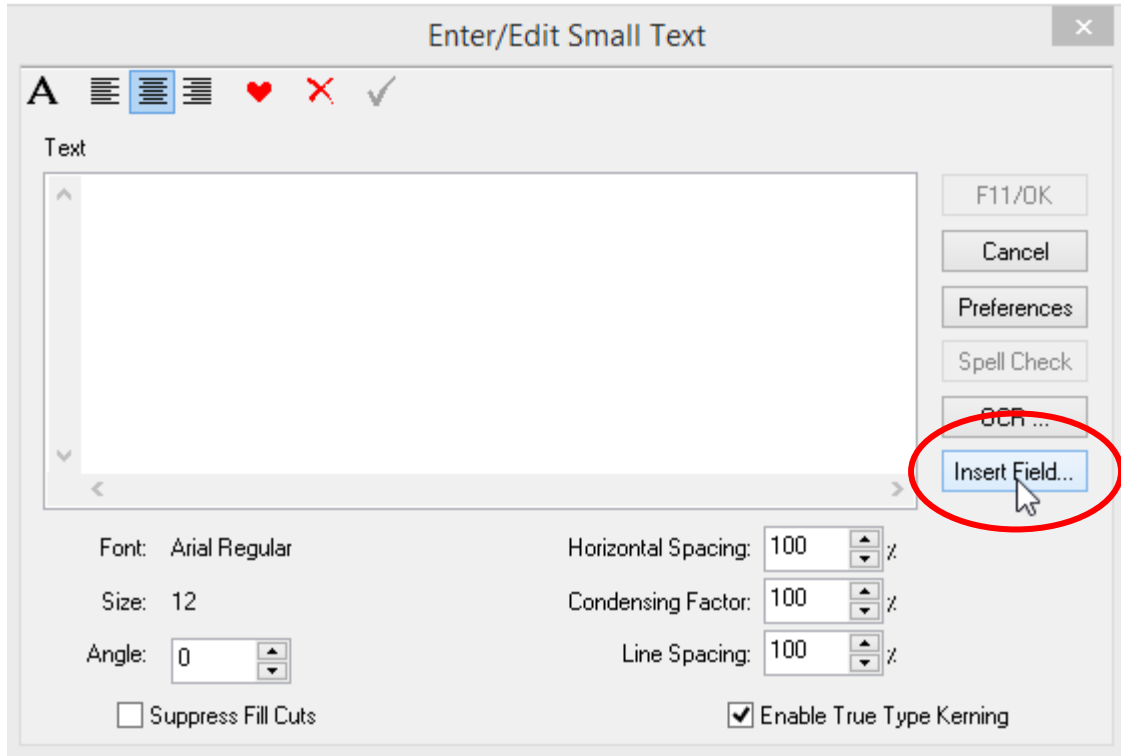 Enter/Edit Small Text
A
Text
F11/OK
Cancel
Preferences
Spell Check
OCR ...
Insert Field...
Font: Arial Regular Horizontal Spacing: 100 %
Size: 12 Condensing Factor: 100 %
Angle: 0 Line Spacing: 100 %
Suppress Fill Cuts Enable True Type Kerning